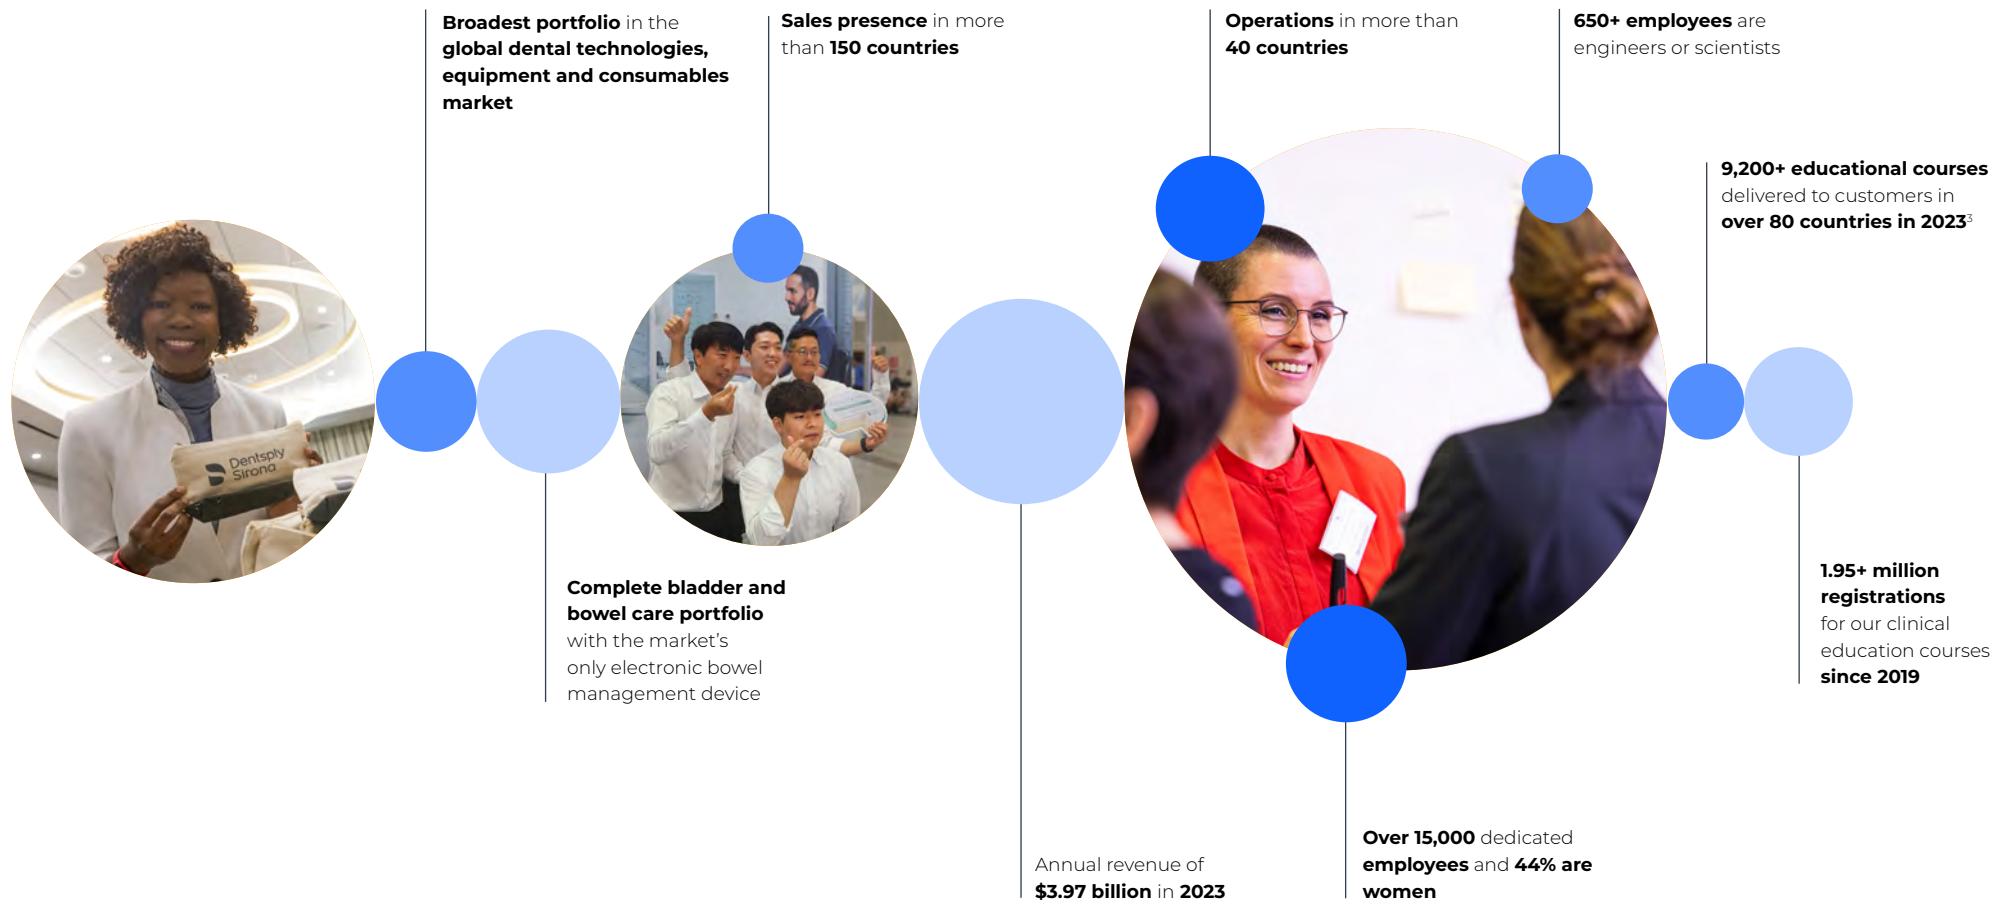 Broadest portfolio in the
global dental technologies,
equipment and consumables
market
Sales presence in more
than 150 countries
Operations in more than
40 countries
650+ employees are
engineers or scientists
9,200+ educational courses
delivered to customers in
over 80 countries in 2023³
Dentsply
Sirona
Complete bladder and
bowel care portfolio
with the market’s
only electronic bowel
management device
1.95+ million
registrations
for our clinical
education courses
since 2019
Annual revenue of
$3.97 billion in 2023
Over 15,000 dedicated
employees and 44% are
women